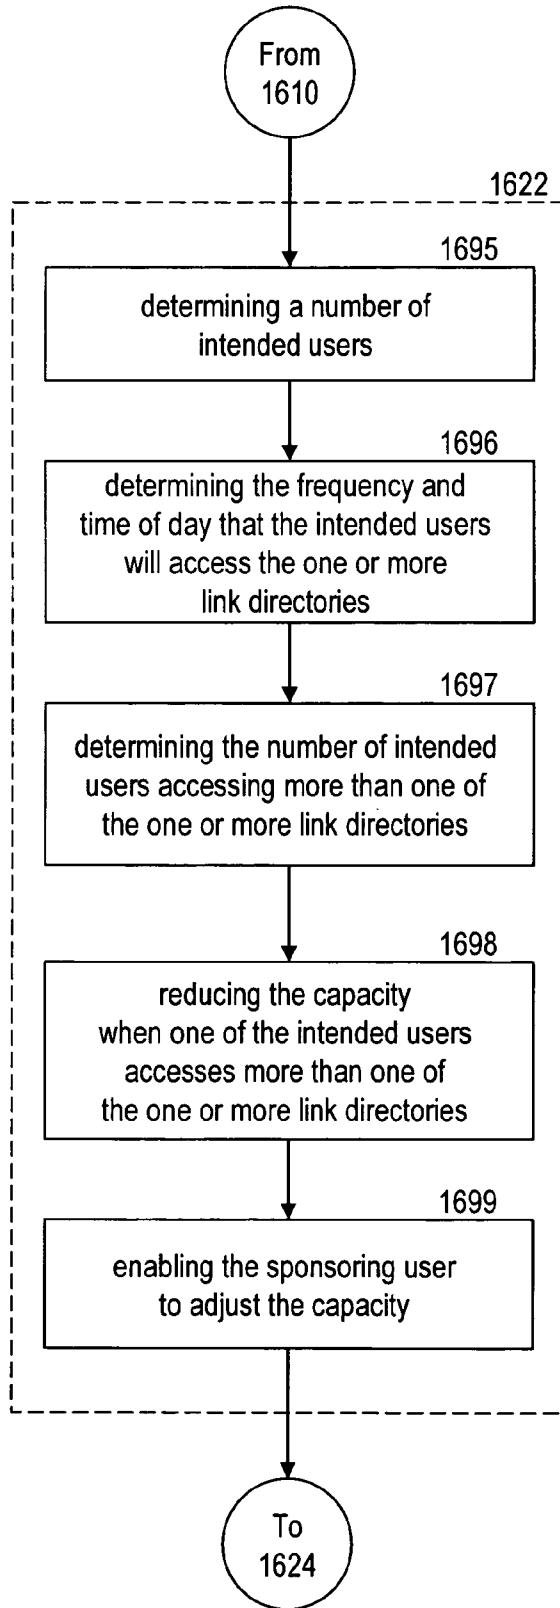 From
1610
1622
1695
determining a number of
intended users
1696
determining the frequency and
time of day that the intended users
will access the one or more
link directories
1697
determining the number of intended
users accessing more than one of
the one or more link directories
1698
reducing the capacity
when one of the intended users
accesses more than one of
the one or more link directories
1699
enabling the sponsoring user
to adjust the capacity
To
1624